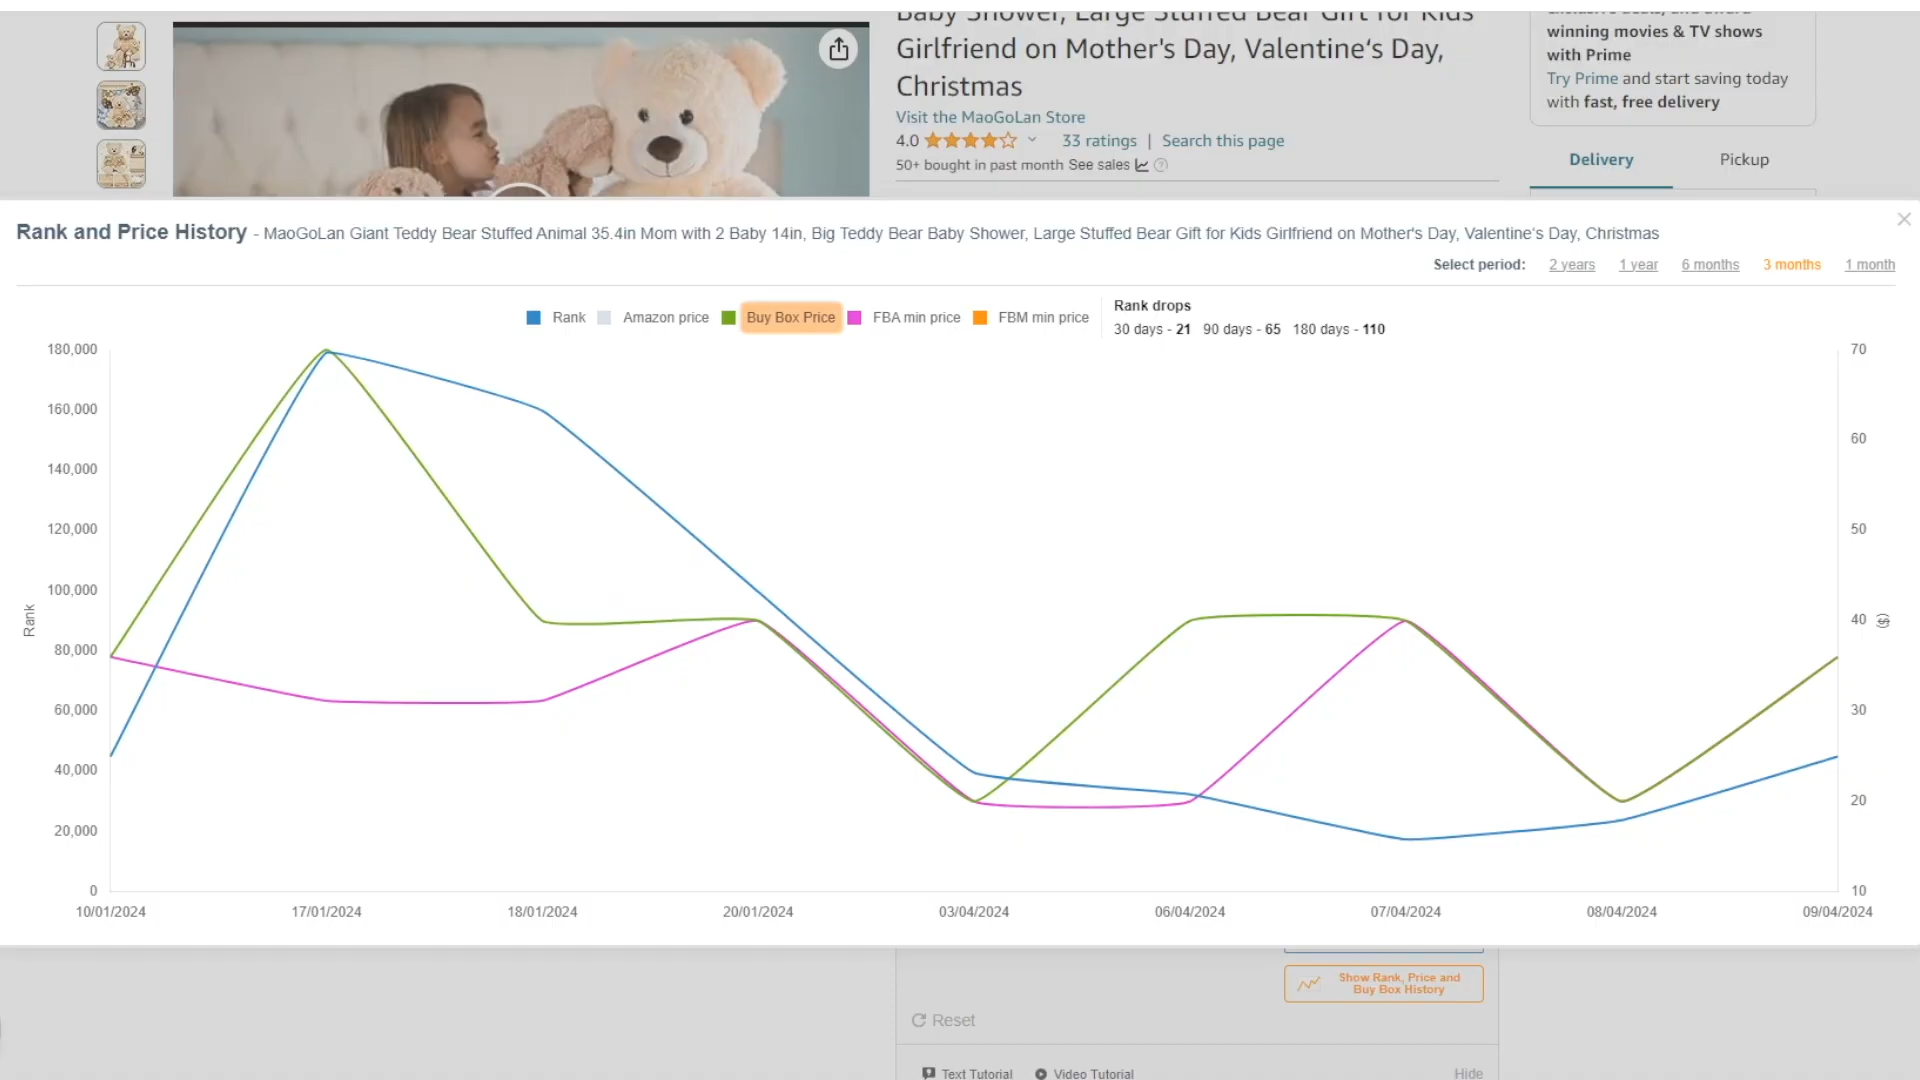 Baby Shower, Large Stuffed Bear Gift for Kids
Girlfriend on Mother's Day, Valentine‘s Day,
Christmas
Visit the MaoGoLan Store
4.0 33 ratings | Search this page
50+ bought in past month See sales
winning movies & TV shows
with Prime
Try Prime and start saving today
with fast, free delivery
Delivery Pickup
Rank and Price History - MaoGoLan Giant Teddy Bear Stuffed Animal 35.4in Mom with 2 Baby 14in, Big Teddy Bear Baby Shower, Large Stuffed Bear Gift for Kids Girlfriend on Mother's Day, Valentine‘s Day, Christmas
Select period: 2 years 1 year 6 months 3 months 1 month
Rank Amazon price Buy Box Price FBA min price FBM min price
Rank drops
30 days - 21 90 days - 65 180 days - 110
180,000
160,000
140,000
120,000
100,000
80,000
60,000
40,000
20,000
0
Rank
70
60
50
40
30
20
10
($)
10/01/2024 17/01/2024 18/01/2024 20/01/2024 03/04/2024 06/04/2024 07/04/2024 08/04/2024 09/04/2024
Show Rank, Price and
Buy Box History
Reset
Text Tutorial Video Tutorial Hide